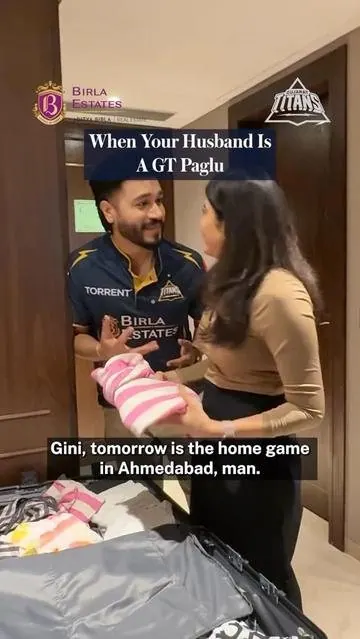 BIRLA
ESTATES
ADITYA BIRLA | REAL ESTATE
GUJARAT
TITANS
When Your Husband Is
A GT Paglu
TORRENT
TITANS
BIRLA
ESTATES
Gini, tomorrow is the home game
in Ahmedabad, man.